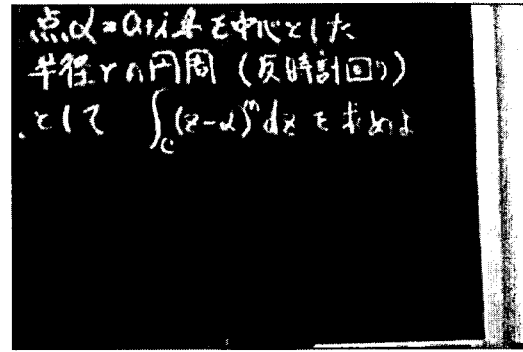 点α=a+ibを中心とした
半径rの円周(反時計回り)
として ∫_C (z-α)^n dz を求めよ